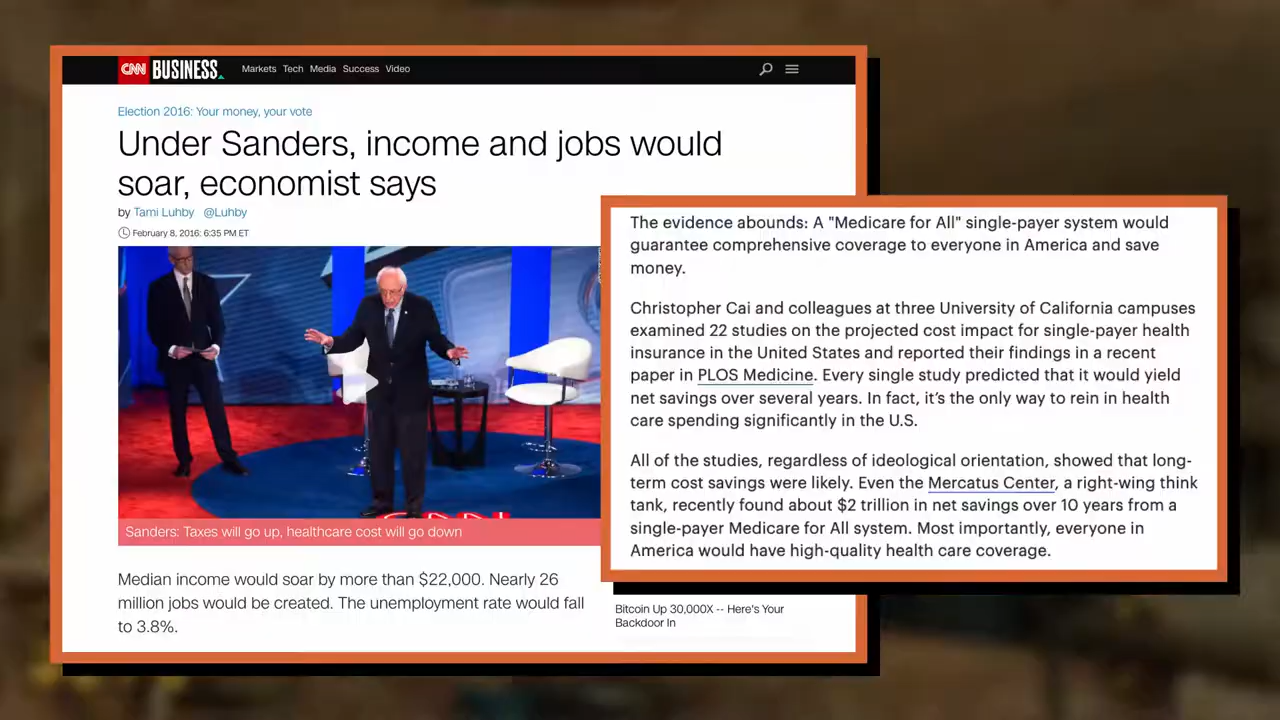 CNN BUSINESS Markets Tech Media Success Video
Election 2016: Your money, your vote
Under Sanders, income and jobs would
soar, economist says
by Tami Luhby @Luhby
February 8, 2016: 6:35 PM ET
Sanders: Taxes will go up, healthcare cost will go down
Median income would soar by more than $22,000. Nearly 26
million jobs would be created. The unemployment rate would fall
to 3.8%.
Bitcoin Up 30,000X -- Here's Your
Backdoor In
The evidence abounds: A "Medicare for All" single-payer system would
guarantee comprehensive coverage to everyone in America and save
money.
Christopher Cai and colleagues at three University of California campuses
examined 22 studies on the projected cost impact for single-payer health
insurance in the United States and reported their findings in a recent
paper in PLOS Medicine. Every single study predicted that it would yield
net savings over several years. In fact, it's the only way to rein in health
care spending significantly in the U.S.
All of the studies, regardless of ideological orientation, showed that long-
term cost savings were likely. Even the Mercatus Center, a right-wing think
tank, recently found about $2 trillion in net savings over 10 years from a
single-payer Medicare for All system. Most importantly, everyone in
America would have high-quality health care coverage.